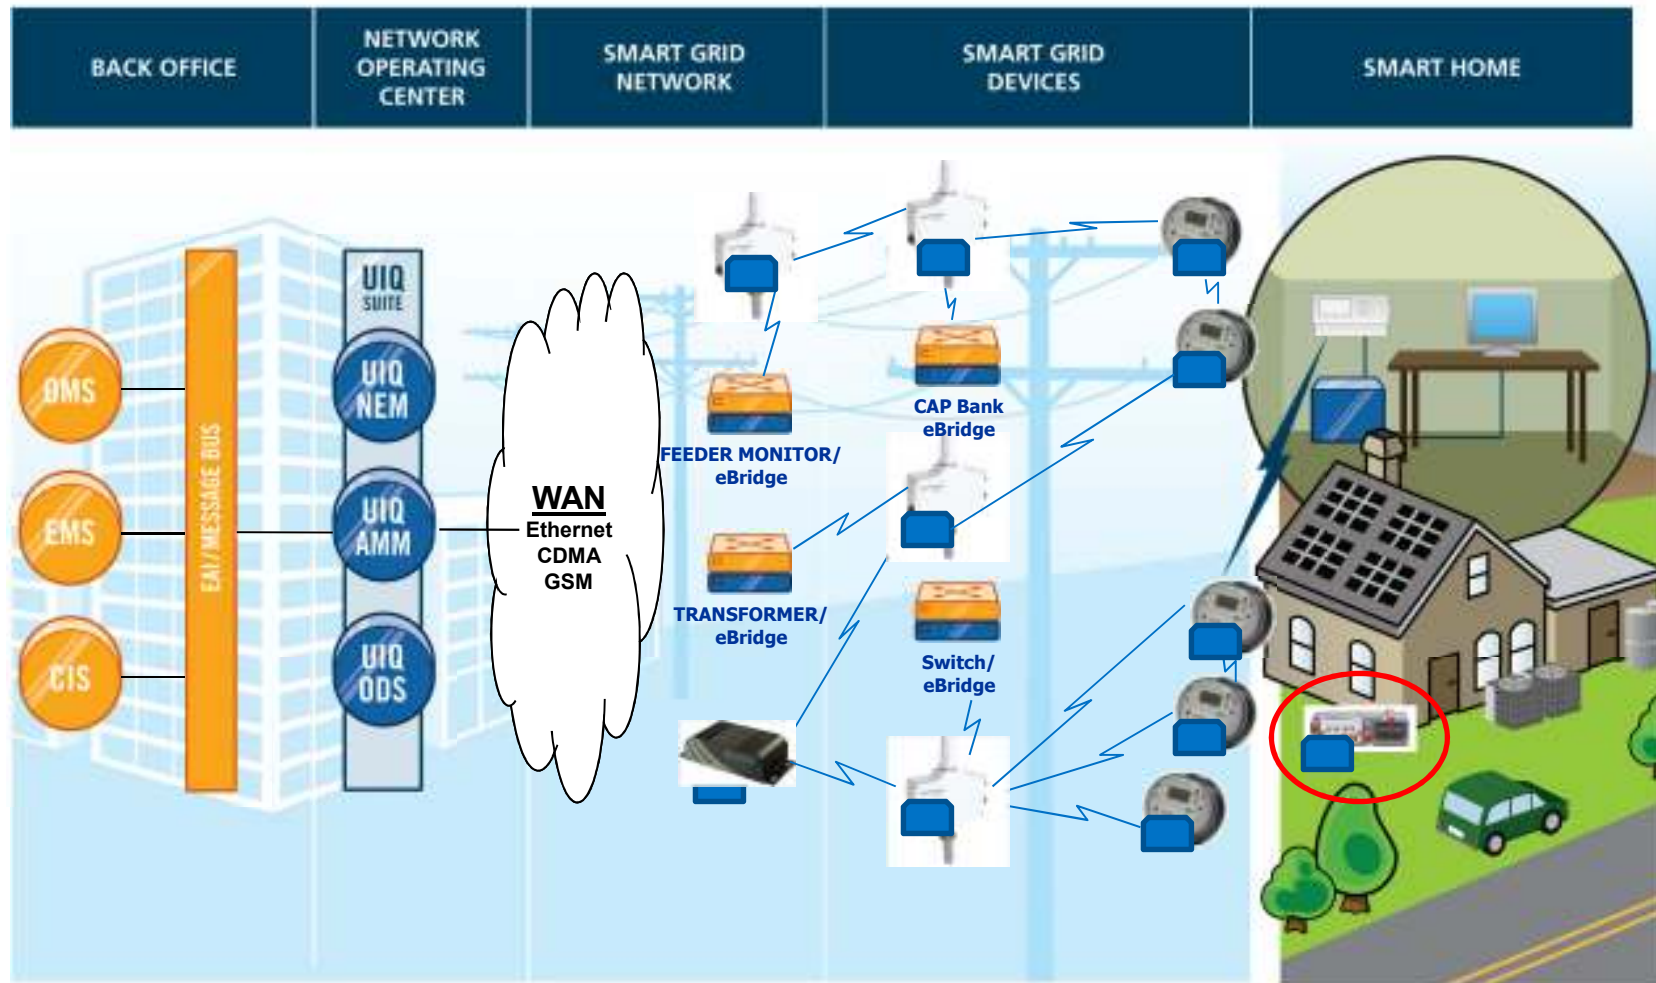 BACK OFFICE
NETWORK
OPERATING
CENTER
SMART GRID
NETWORK
SMART GRID
DEVICES
SMART HOME
UIQ
SUITE
OMS
EMS
CIS
EAI/MESSAGE BUS
UIQ
NEM
UIQ
AMM
UIQ
ODS
WAN
Ethernet
CDMA
GSM
FEEDER MONITOR/
eBridge
TRANSFORMER/
eBridge
CAP Bank
eBridge
Switch/
eBridge